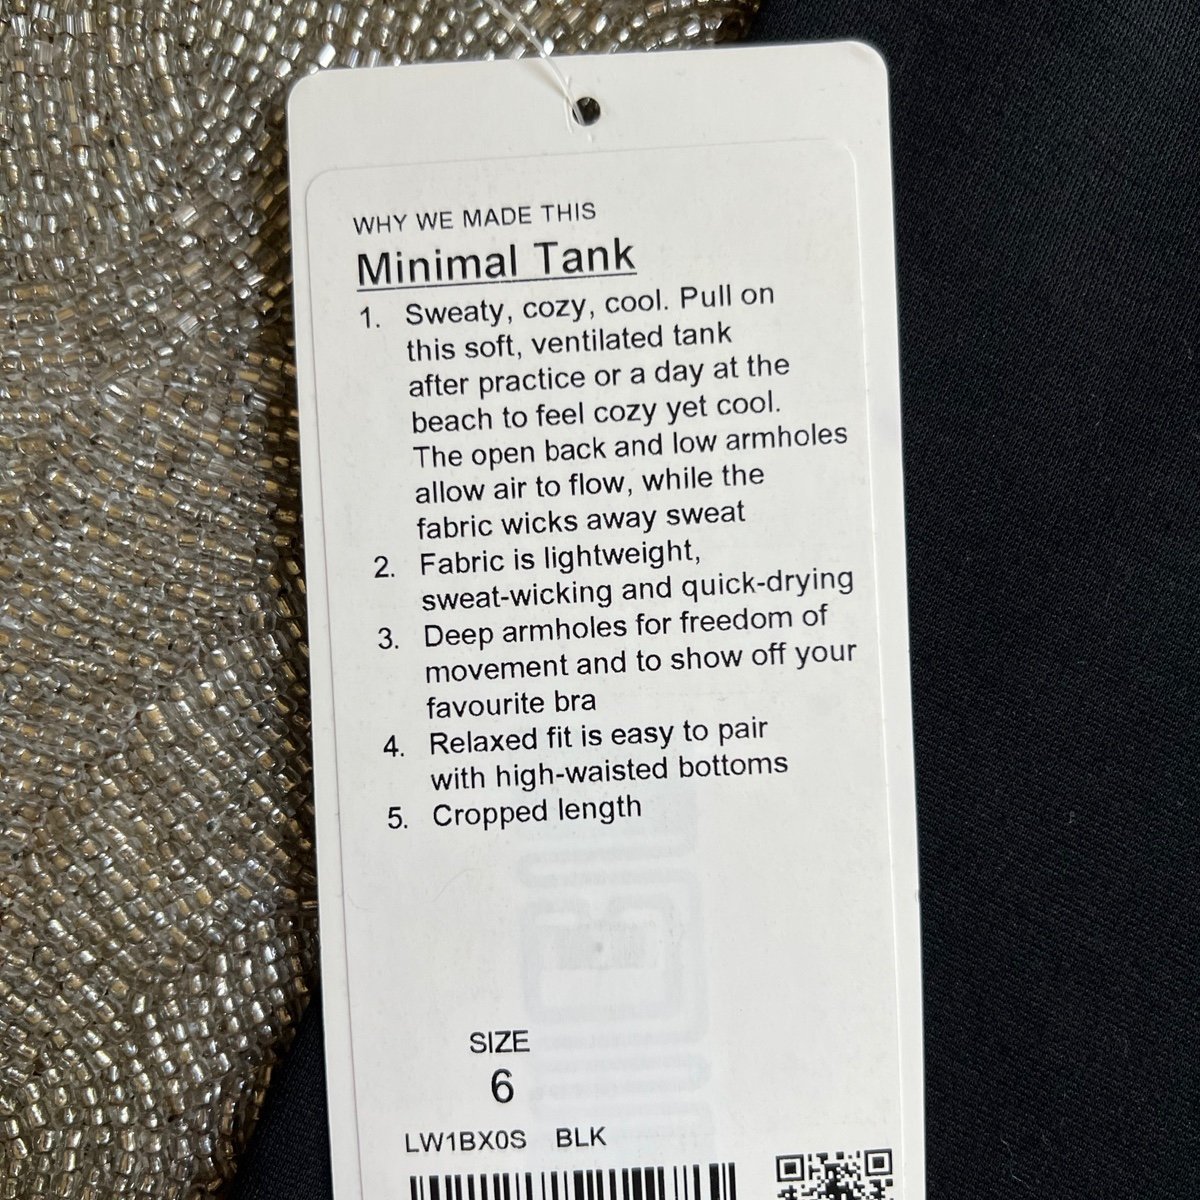 WHY WE MADE THIS
Minimal Tank
1. Sweaty, cozy, cool. Pull on
this soft, ventilated tank
after practice or a day at the
beach to feel cozy yet cool.
The open back and low armholes
allow air to flow, while the
fabric wicks away sweat
2. Fabric is lightweight,
sweat-wicking and quick-drying
3. Deep armholes for freedom of
movement and to show off your
favourite bra
4. Relaxed fit is easy to pair
with high-waisted bottoms
5. Cropped length
SIZE
6
LW1BX0S BLK